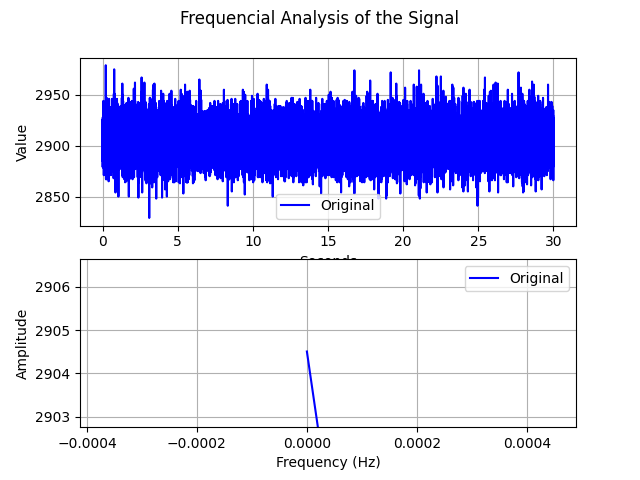 Frequencial Analysis of the Signal
Value
2950
2900
2850
Original
0 5 10 15 20 25 30
Seconds
Amplitude
2906
2905
2904
2903
Original
−0.0004 −0.0002 0.0000 0.0002 0.0004
Frequency (Hz)